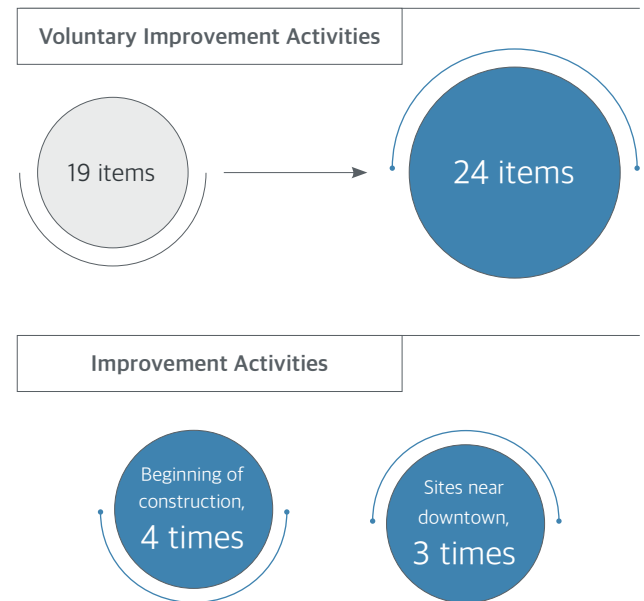 Voluntary Improvement Activities
19 items
24 items
Improvement Activities
Beginning of
construction,
4 times
Sites near
downtown,
3 times